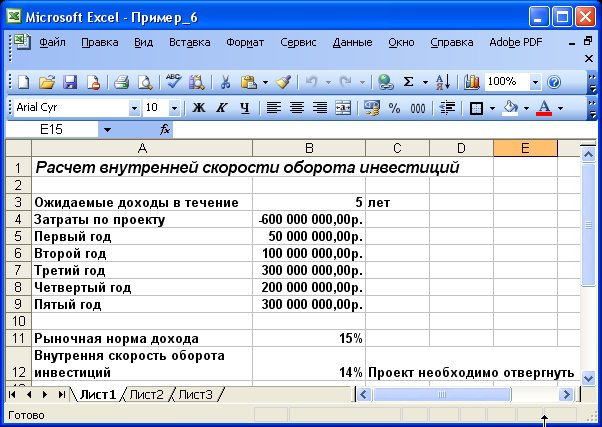 Microsoft Excel - Пример_6
Файл Правка Вид Вставка Формат Сервис Данные Окно Справка Adobe PDF
100%
Arial Cyr 10 Ж К Ч % 000
E15 fx
A B C D E
1 Расчет внутренней скорости оборота инвестиций
2
3 Ожидаемые доходы в течение 5 лет
4 Затраты по проекту -600 000 000,00р.
5 Первый год 50 000 000,00р.
6 Второй год 100 000 000,00р.
7 Третий год 300 000 000,00р.
8 Четвертый год 200 000 000,00р.
9 Пятый год 300 000 000,00р.
10
11 Рыночная норма дохода 15%
Внутрення скорость оборота
12 инвестиций 14% Проект необходимо отвергнуть
Лист1 Лист2 Лист3
Готово